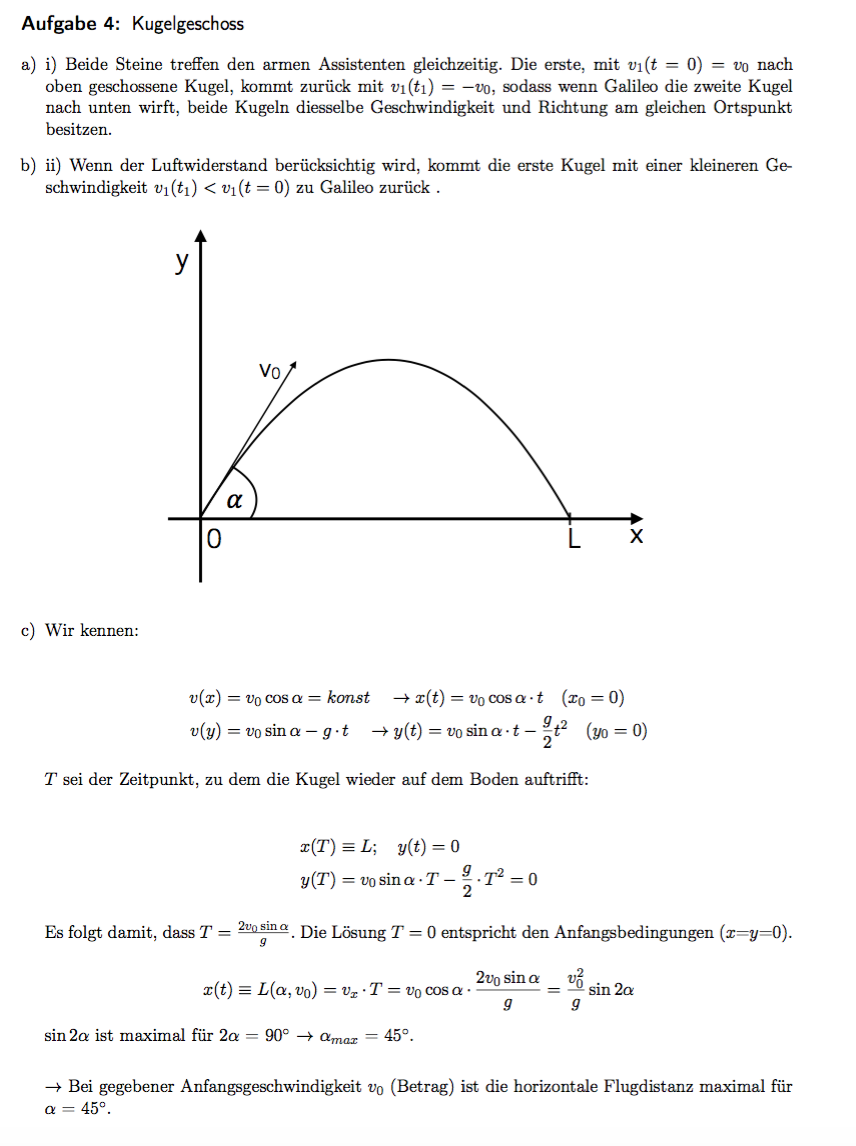 Aufgabe 4: Kugelgeschoss
a) i) Beide Steine treffen den armen Assistenten gleichzeitig. Die erste, mit v₁(t = 0) = v₀ nach
oben geschossene Kugel, kommt zurück mit v₁(t₁) = −v₀, sodass wenn Galileo die zweite Kugel
nach unten wirft, beide Kugeln diesselbe Geschwindigkeit und Richtung am gleichen Ortspunkt
besitzen.
b) ii) Wenn der Luftwiderstand berücksichtig wird, kommt die erste Kugel mit einer kleineren Ge-
schwindigkeit v₁(t₁) < v₁(t = 0) zu Galileo zurück .
y
v₀
α
0
L
x
c) Wir kennen:
v(x) = v₀ cos α = konst → x(t) = v₀ cos α · t (x₀ = 0)
v(y) = v₀ sin α − g · t → y(t) = v₀ sin α · t − g/2 t² (y₀ = 0)
T sei der Zeitpunkt, zu dem die Kugel wieder auf dem Boden auftrifft:
x(T) ≡ L; y(t) = 0
y(T) = v₀ sin α · T − g/2 · T² = 0
Es folgt damit, dass T = 2v₀ sin α/g. Die Lösung T = 0 entspricht den Anfangsbedingungen (x=y=0).
x(t) ≡ L(α, v₀) = vₓ · T = v₀ cos α · 2v₀ sin α/g = v₀²/g sin 2α
sin 2α ist maximal für 2α = 90° → αmax = 45°.
→ Bei gegebener Anfangsgeschwindigkeit v₀ (Betrag) ist die horizontale Flugdistanz maximal für
α = 45°.